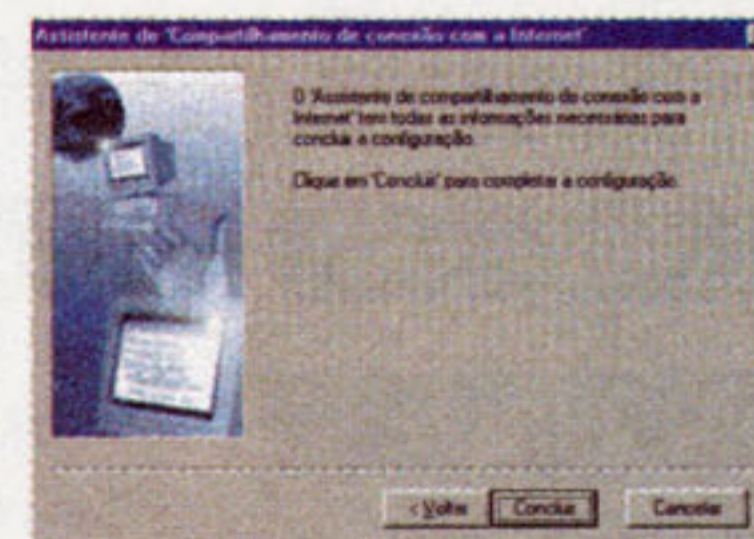 Assistente de 'Compartilhamento de conexão com a Internet'
O 'Assistente de compartilhamento de conexão com a
Internet' tem todas as informações necessárias para
concluir a configuração.
Clique em 'Concluir' para completar a configuração.
< Voltar
Concluir
Cancelar